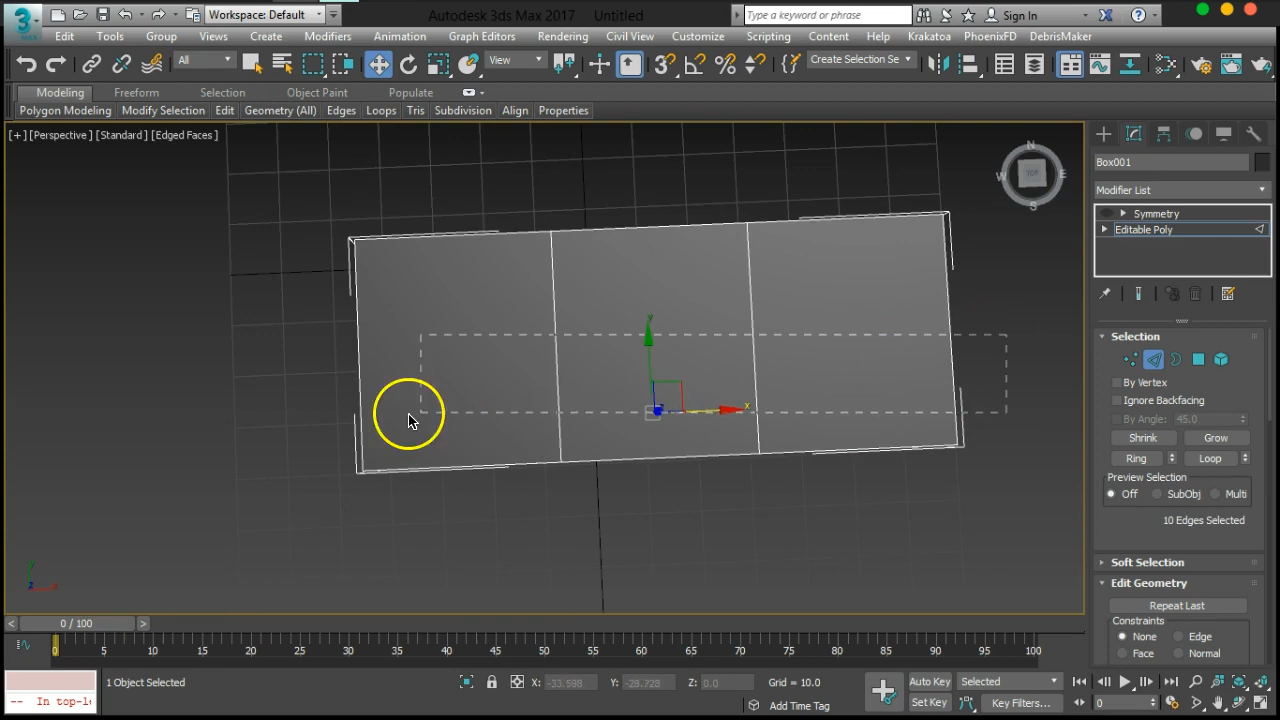 Workspace: Default
Autodesk 3ds Max 2017 Untitled
Type a keyword or phrase
Sign In
MAX
Edit Tools Group Views Create Modifiers Animation Graph Editors Rendering Civil View Customize Scripting Content Help Krakatoa PhoenixFD DebrisMaker
All View Create Selection Se
Modeling Freeform Selection Object Paint Populate
Polygon Modeling Modify Selection Edit Geometry (All) Edges Loops Tris Subdivision Align Properties
[+] [Perspective] [Standard] [Edged Faces]
N
W TOP E
S
y
x
y
z x
Box001
Modifier List
Symmetry
Editable Poly
Selection
By Vertex
Ignore Backfacing
By Angle: 45.0
Shrink Grow
Ring Loop
Preview Selection
Off SubObj Multi
10 Edges Selected
Soft Selection
Edit Geometry
Repeat Last
Constraints
None Edge
Face Normal
0 / 100
0 5 10 15 20 25 30 35 40 45 50 55 60 65 70 75 80 85 90 95 100
1 Object Selected X: -33.598 Y: -28.728 Z: 0.0 Grid = 10.0 Auto Key Selected
-- In top-le Add Time Tag Set Key Key Filters... 0